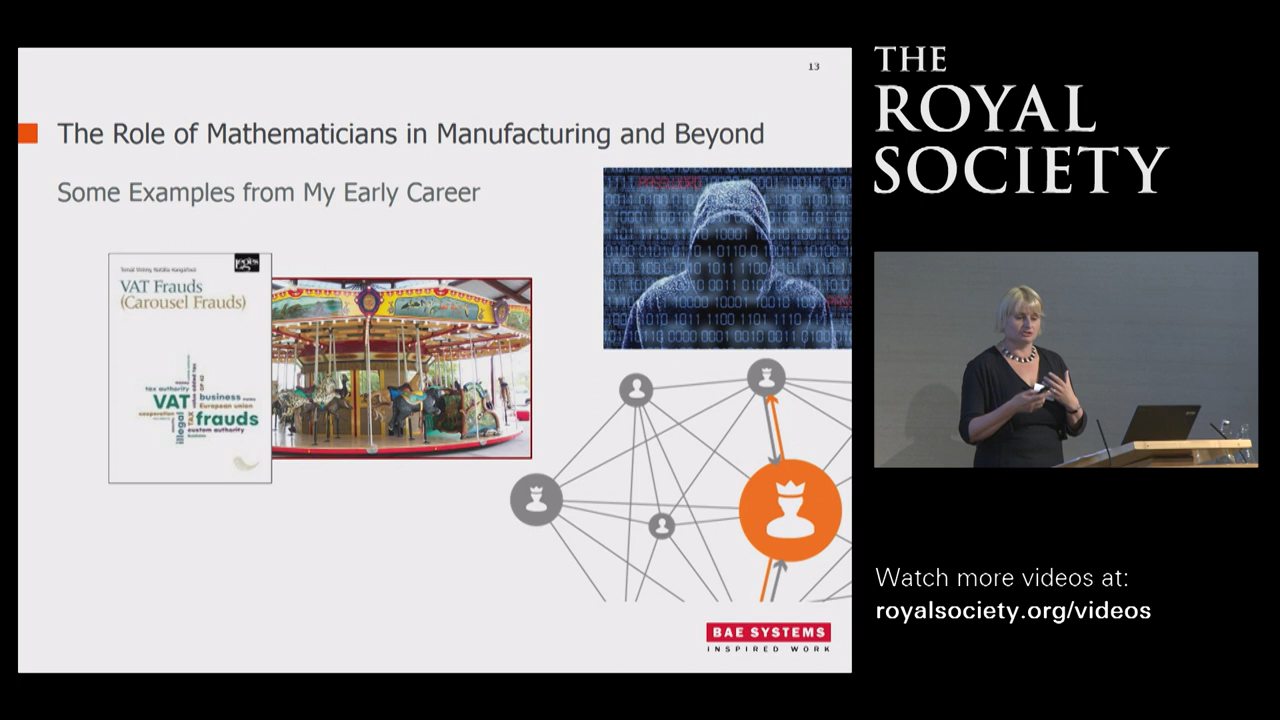 13
The Role of Mathematicians in Manufacturing and Beyond
Some Examples from My Early Career
VAT Frauds
(Carousel Frauds)
tax authority
VAT
business
European union
illegal
TAX
frauds
custom authority
BAE SYSTEMS
INSPIRED WORK
THE
ROYAL
SOCIETY
Watch more videos at:
royalsociety.org/videos